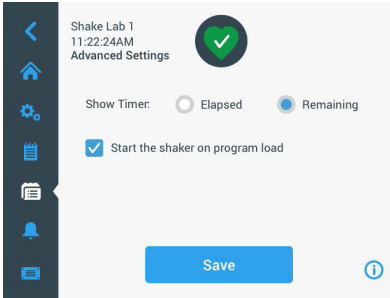 Shake Lab 1
11:22:24AM
Advanced Settings
Show Timer: Elapsed Remaining
Start the shaker on program load
Save